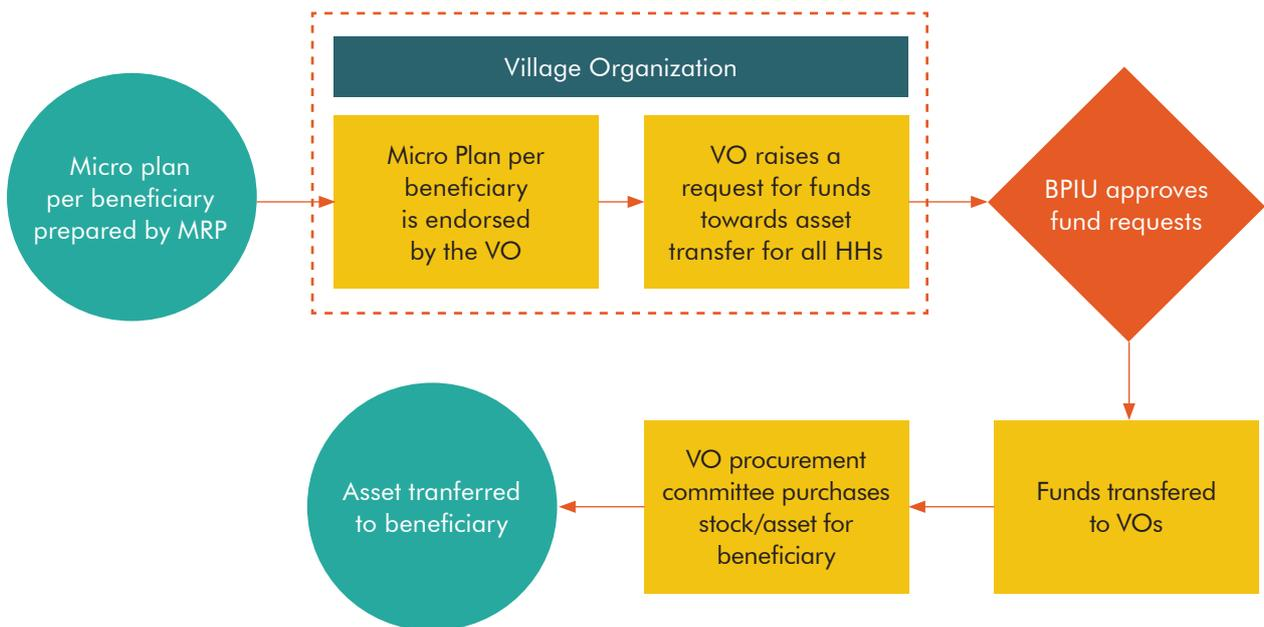 Village Organization
Micro plan
per beneficiary
prepared by MRP
Micro Plan per
beneficiary
is endorsed
by the VO
VO raises a
request for funds
towards asset
transfer for all HHs
BPIU approves
fund requests
Asset tranferred
to beneficiary
VO procurement
committee purchases
stock/asset for
beneficiary
Funds transfered
to VOs